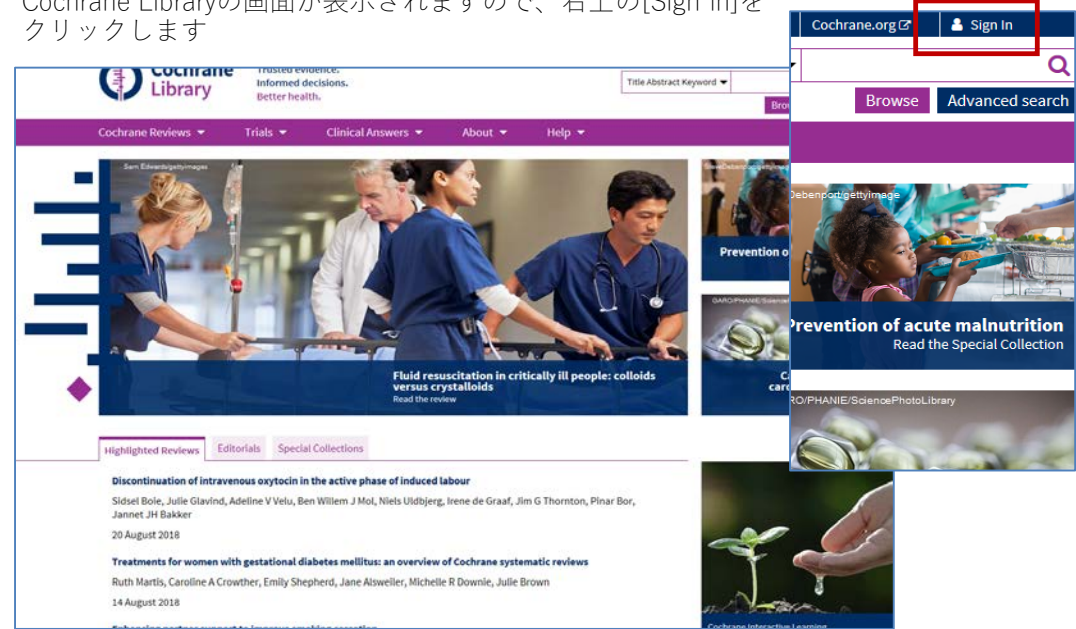 Cochrane Libraryの画面が表示されますので、右上の[Sign In]を
クリックします
Cochrane
Library
Trusted evidence.
Informed decisions.
Better health.
Title Abstract Keyword
Cochrane Reviews
Trials
Clinical Answers
About
Help
Sam Edwards/gettyimages
Fluid resuscitation in critically ill people: colloids
versus crystalloids
Read the review
Prevention o
Highlighted Reviews
Editorials
Special Collections
Discontinuation of intravenous oxytocin in the active phase of induced labour
Sidsel Boie, Julie Glavind, Adeline V Velu, Ben Willem J Mol, Niels Uldbjerg, Irene de Graaf, Jim G Thornton, Pinar Bor,
Jannet JH Bakker
20 August 2018
Treatments for women with gestational diabetes mellitus: an overview of Cochrane systematic reviews
Ruth Martis, Caroline A Crowther, Emily Shepherd, Jane Alsweiler, Michelle R Downie, Julie Brown
14 August 2018
Cochrane Interactive Learning
Cochrane.org
Sign In
Browse
Advanced search
Debenport/gettyimage
Prevention of acute malnutrition
Read the Special Collection
RO/PHANIE/SciencePhotoLibrary